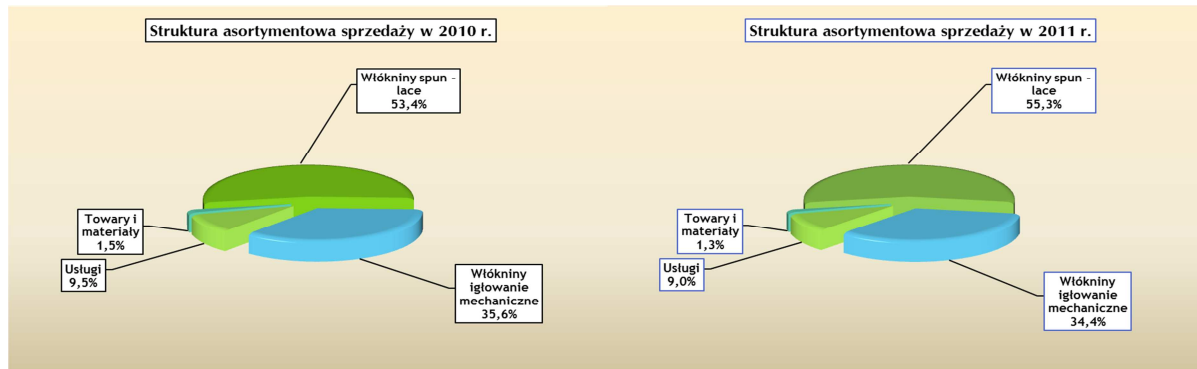 Struktura asortymentowa sprzedaży w 2010 r.
Włókniny spun -
lace
53,4%
Towary i
materiały
1,5%
Usługi
9,5%
Włókniny
igłowanie
mechaniczne
35,6%
Struktura asortymentowa sprzedaży w 2011 r.
Włókniny spun -
lace
55,3%
Towary i
materiały
1,3%
Usługi
9,0%
Włókniny
igłowanie
mechaniczne
34,4%